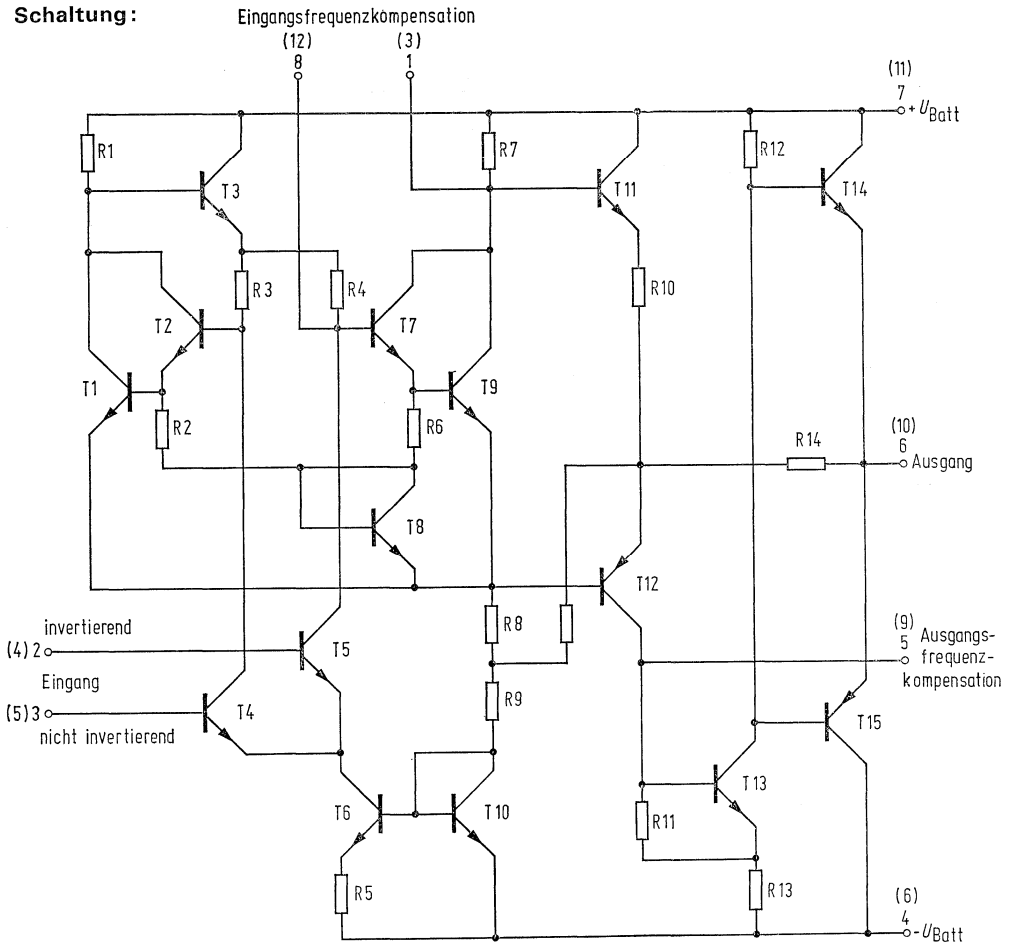 Schaltung:
Eingangsfrequenzkompensation
(12)
8
(3)
1
(11)
7
+UBatt
R1
R7
R12
T3
T11
T14
R3
R4
R10
T2
T7
T1
T9
R2
R6
R14
(10)
6
Ausgang
T8
T12
R8
invertierend
(4)2
T5
(9)
5
Ausgangs-
frequenz-
kompensation
Eingang
R9
(5)3
T4
nicht invertierend
T15
T13
T6
T10
R11
R5
R13
(6)
4
-UBatt